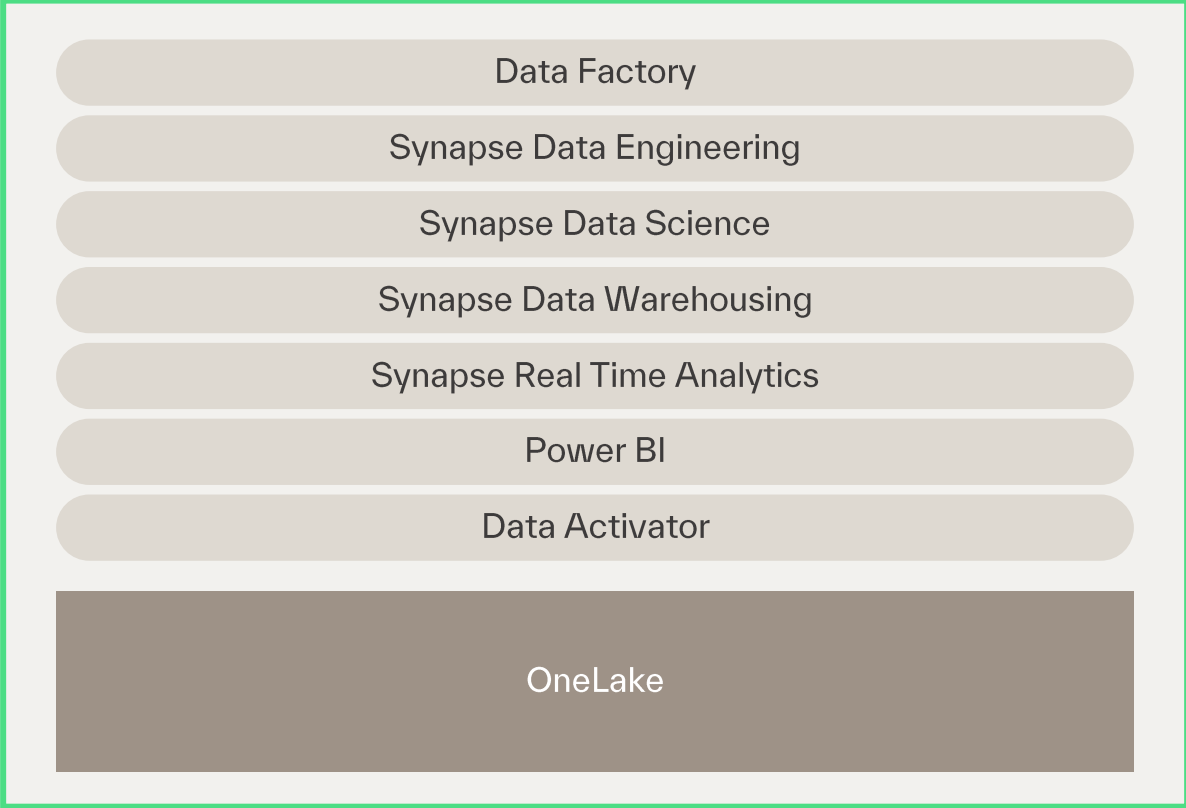 Data Factory
Synapse Data Engineering
Synapse Data Science
Synapse Data Warehousing
Synapse Real Time Analytics
Power BI
Data Activator
OneLake